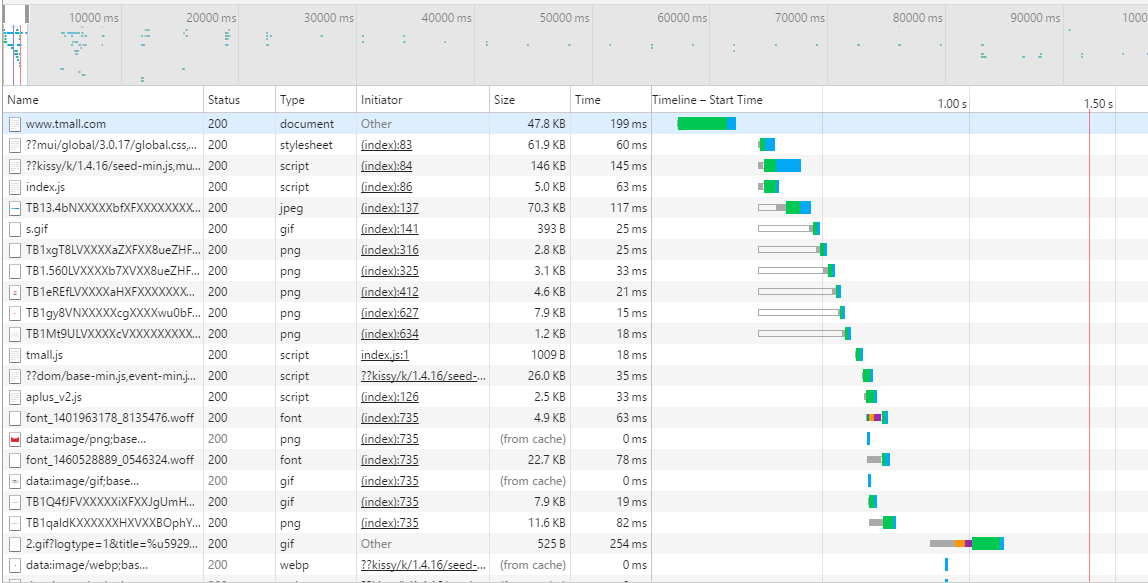 10000 ms 20000 ms 30000 ms 40000 ms 50000 ms 60000 ms 70000 ms 80000 ms 90000 ms 1000
Name Status Type Initiator Size Time Timeline – Start Time 1.00 s 1.50 s
www.tmall.com 200 document Other 47.8 KB 199 ms
??mui/global/3.0.17/global.css,... 200 stylesheet (index):83 61.9 KB 60 ms
??kissy/k/1.4.16/seed-min.js,mu... 200 script (index):84 146 KB 145 ms
index.js 200 script (index):86 5.0 KB 63 ms
TB13.4bNXXXXXbfXFXXXXXXXX... 200 jpeg (index):137 70.3 KB 117 ms
s.gif 200 gif (index):141 393 B 25 ms
TB1xgT8LVXXXXaZXFXX8ueZHF... 200 png (index):316 2.8 KB 25 ms
TB1.560LVXXXXb7XVXX8ueZHF... 200 png (index):325 3.1 KB 33 ms
TB1eREfLVXXXXaHXFXXXXXXX... 200 png (index):412 4.6 KB 21 ms
TB1gy8VNXXXXXcgXXXXwu0bF... 200 png (index):627 7.9 KB 15 ms
TB1Mt9ULVXXXXcVXXXXXXXXX... 200 png (index):634 1.2 KB 18 ms
tmall.js 200 script index.js:1 1009 B 18 ms
??dom/base-min.js,event-min.j... 200 script ??kissy/k/1.4.16/seed-... 26.0 KB 35 ms
aplus_v2.js 200 script (index):126 2.5 KB 33 ms
font_1401963178_8135476.woff 200 font (index):735 4.9 KB 63 ms
data:image/png;base... 200 png (index):735 (from cache) 0 ms
font_1460528889_0546324.woff 200 font (index):735 22.7 KB 78 ms
data:image/gif;base... 200 gif (index):735 (from cache) 0 ms
TB1Q4fJFVXXXXXiXFXXJgUmH... 200 gif (index):735 7.9 KB 19 ms
TB1qaIdKXXXXXXHXVXXBOphY... 200 png (index):735 11.6 KB 82 ms
2.gif?logtype=1&title=%u5929... 200 gif Other 525 B 254 ms
data:image/webp;bas... 200 webp ??kissy/k/1.4.16/seed-... (from cache) 0 ms